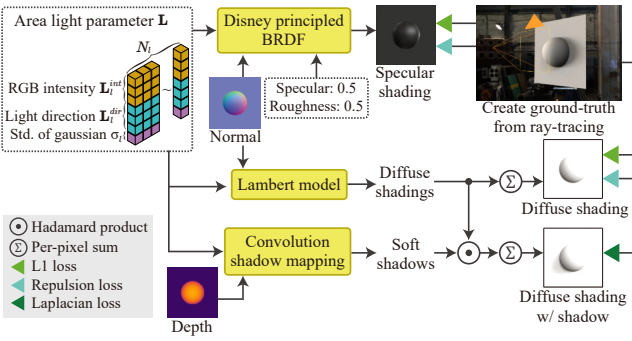 Area light parameter L
N_l
RGB intensity L_l^int
Light direction L_l^dir
Std. of gaussian σ_l
~
Disney principled
BRDF
Specular: 0.5
Roughness: 0.5
Normal
Specular
shading
Create ground-truth
from ray-tracing
Lambert model
Diffuse
shadings
Σ
Diffuse shading
Convolution
shadow mapping
Soft
shadows
Σ
Diffuse shading
w/ shadow
Depth
Hadamard product
Σ Per-pixel sum
L1 loss
Repulsion loss
Laplacian loss